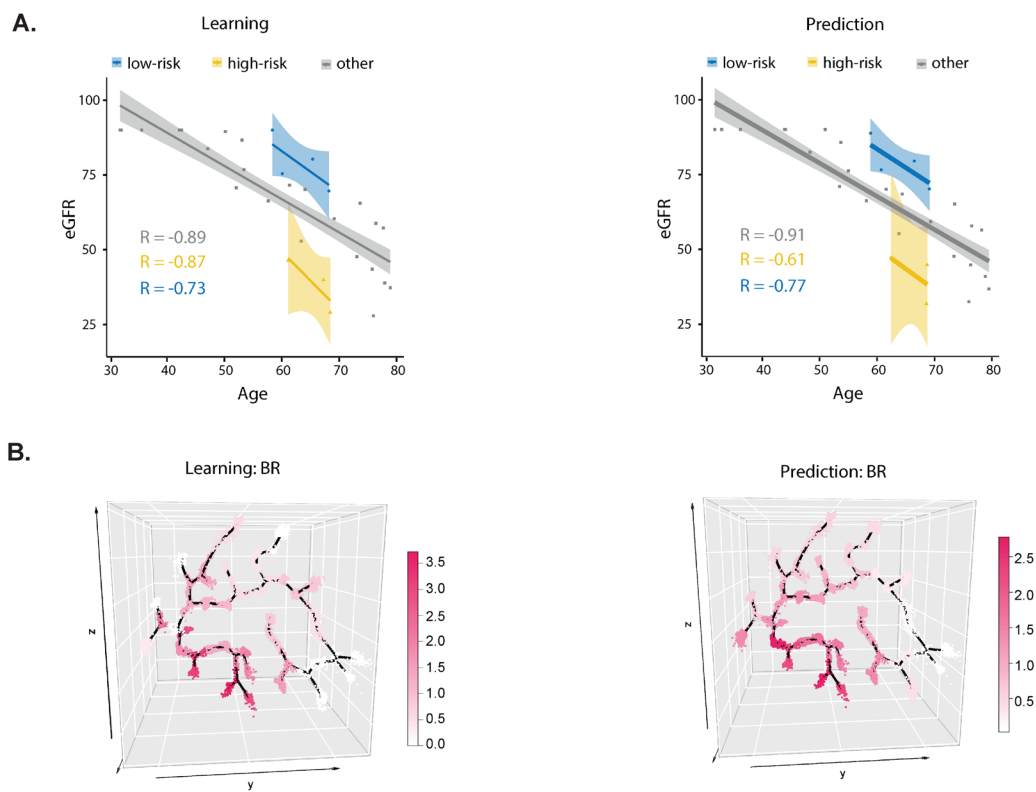 A.
Learning
low-risk high-risk other
100
75
50
25
eGFR
R = -0.89
R = -0.87
R = -0.73
30 40 50 60 70 80
Age
Prediction
low-risk high-risk other
100
75
50
25
eGFR
R = -0.91
R = -0.61
R = -0.77
30 40 50 60 70 80
Age
B.
Learning: BR
z
y
3.5
3.0
2.5
2.0
1.5
1.0
0.5
0.0
Prediction: BR
z
y
2.5
2.0
1.5
1.0
0.5